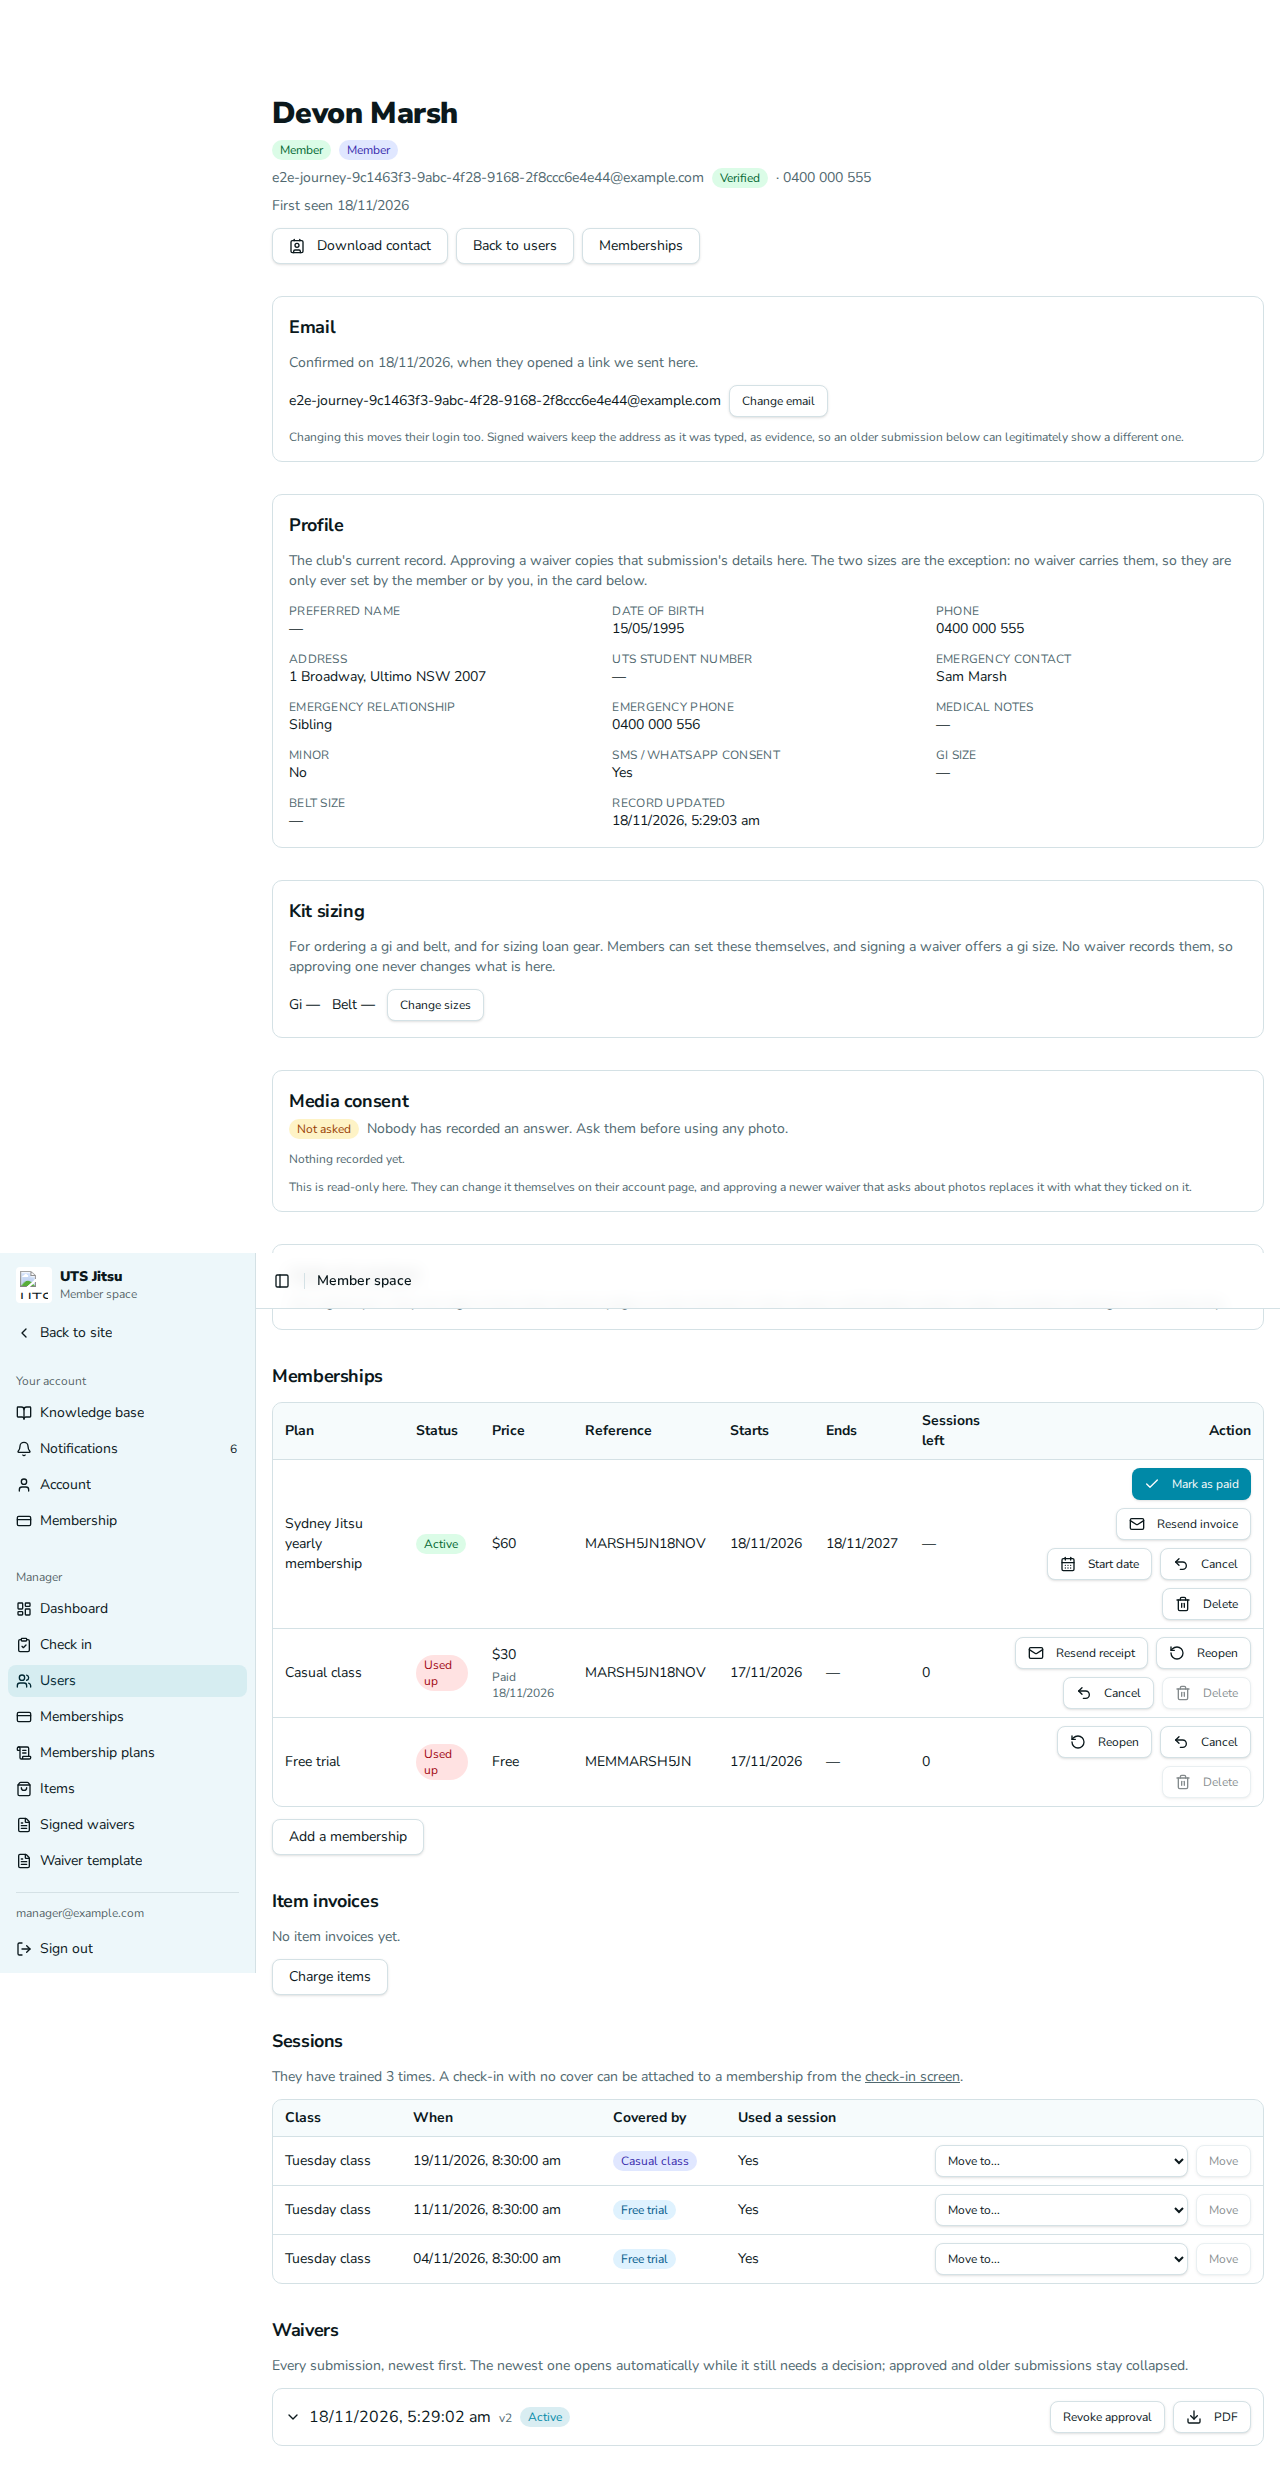 Devon Marsh
Member Member
e2e-journey-9c1463f3-9abc-4f28-9168-2f8ccc6e4e44@example.com Verified · 0400 000 555
First seen 18/11/2026
Download contact Back to users Memberships
Email
Confirmed on 18/11/2026, when they opened a link we sent here.
e2e-journey-9c1463f3-9abc-4f28-9168-2f8ccc6e4e44@example.com Change email
Changing this moves their login too. Signed waivers keep the address as it was typed, as evidence, so an older submission below can legitimately show a different one.
Profile
The club's current record. Approving a waiver copies that submission's details here. The two sizes are the exception: no waiver carries them, so they are
only ever set by the member or by you, in the card below.
PREFERRED NAME DATE OF BIRTH PHONE
— 15/05/1995 0400 000 555
ADDRESS UTS STUDENT NUMBER EMERGENCY CONTACT
1 Broadway, Ultimo NSW 2007 — Sam Marsh
EMERGENCY RELATIONSHIP EMERGENCY PHONE MEDICAL NOTES
Sibling 0400 000 556 —
MINOR SMS / WHATSAPP CONSENT GI SIZE
No Yes —
BELT SIZE RECORD UPDATED
— 18/11/2026, 5:29:03 am
Kit sizing
For ordering a gi and belt, and for sizing loan gear. Members can set these themselves, and signing a waiver offers a gi size. No waiver records them, so
approving one never changes what is here.
Gi — Belt — Change sizes
Media consent
Not asked Nobody has recorded an answer. Ask them before using any photo.
Nothing recorded yet.
This is read-only here. They can change it themselves on their account page, and approving a newer waiver that asks about photos replaces it with what they ticked on it.
UTS Jitsu
Member space
Back to site
Your account
Knowledge base
Notifications 6
Account
Membership
Manager
Dashboard
Check in
Users
Memberships
Membership plans
Items
Signed waivers
Waiver template
manager@example.com
Sign out
Member space
Memberships
Plan Status Price Reference Starts Ends Sessions left Action
Sydney Jitsu yearly membership Active $60 MARSH5JN18NOV 18/11/2026 18/11/2027 — Mark as paid
Resend invoice
Start date Cancel
Delete
Casual class Used up $30 Paid 18/11/2026 MARSH5JN18NOV 17/11/2026 — 0 Resend receipt Reopen
Cancel Delete
Free trial Used up Free MEMMARSH5JN 17/11/2026 — 0 Reopen Cancel
Delete
Add a membership
Item invoices
No item invoices yet.
Charge items
Sessions
They have trained 3 times. A check-in with no cover can be attached to a membership from the check-in screen.
Class When Covered by Used a session
Tuesday class 19/11/2026, 8:30:00 am Casual class Yes Move to... Move
Tuesday class 11/11/2026, 8:30:00 am Free trial Yes Move to... Move
Tuesday class 04/11/2026, 8:30:00 am Free trial Yes Move to... Move
Waivers
Every submission, newest first. The newest one opens automatically while it still needs a decision; approved and older submissions stay collapsed.
18/11/2026, 5:29:02 am v2 Active Revoke approval PDF